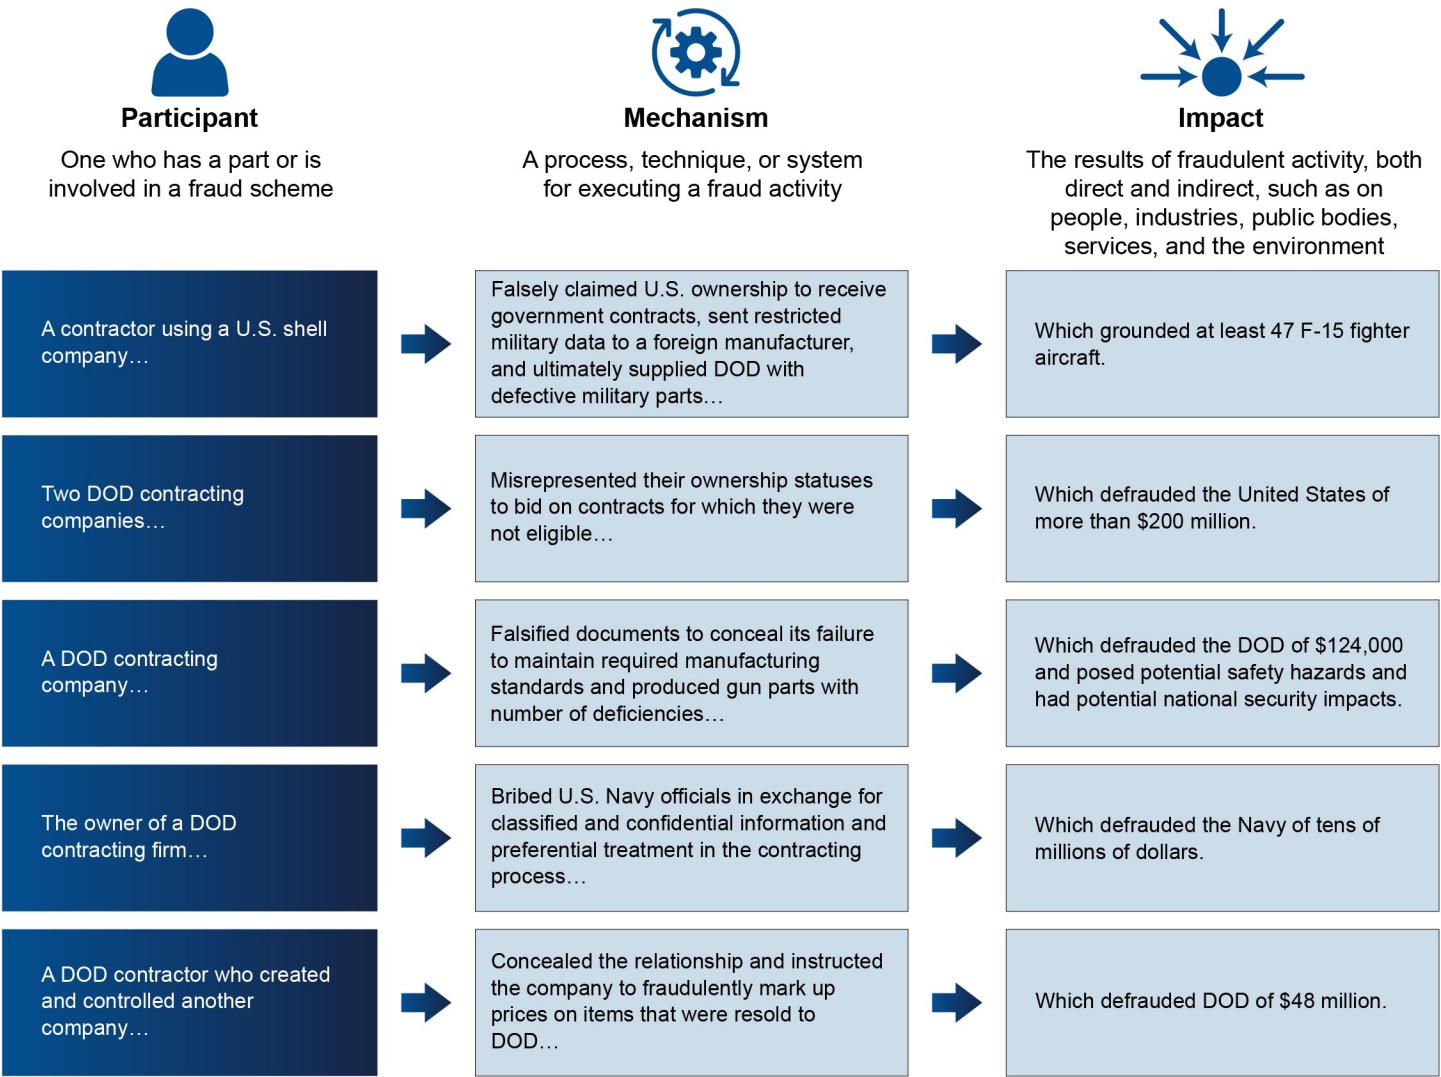 Participant
One who has a part or is
involved in a fraud scheme
Mechanism
A process, technique, or system
for executing a fraud activity
Impact
The results of fraudulent activity, both
direct and indirect, such as on
people, industries, public bodies,
services, and the environment
A contractor using a U.S. shell
company…
Falsely claimed U.S. ownership to receive
government contracts, sent restricted
military data to a foreign manufacturer,
and ultimately supplied DOD with
defective military parts…
Which grounded at least 47 F-15 fighter
aircraft.
Two DOD contracting
companies…
Misrepresented their ownership statuses
to bid on contracts for which they were
not eligible…
Which defrauded the United States of
more than $200 million.
A DOD contracting
company…
Falsified documents to conceal its failure
to maintain required manufacturing
standards and produced gun parts with
number of deficiencies…
Which defrauded the DOD of $124,000
and posed potential safety hazards and
had potential national security impacts.
The owner of a DOD
contracting firm…
Bribed U.S. Navy officials in exchange for
classified and confidential information and
preferential treatment in the contracting
process…
Which defrauded the Navy of tens of
millions of dollars.
A DOD contractor who created
and controlled another
company…
Concealed the relationship and instructed
the company to fraudulently mark up
prices on items that were resold to
DOD…
Which defrauded DOD of $48 million.